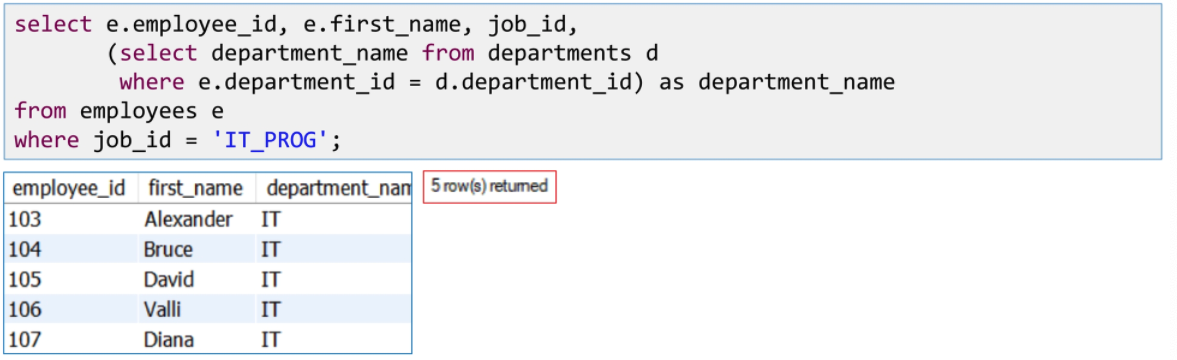 select e.employee_id, e.first_name, job_id,
(select department_name from departments d
where e.department_id = d.department_id) as department_name
from employees e
where job_id = 'IT_PROG';
employee_id first_name department_nam 5 row(s) returned
103 Alexander IT
104 Bruce IT
105 David IT
106 Valli IT
107 Diana IT